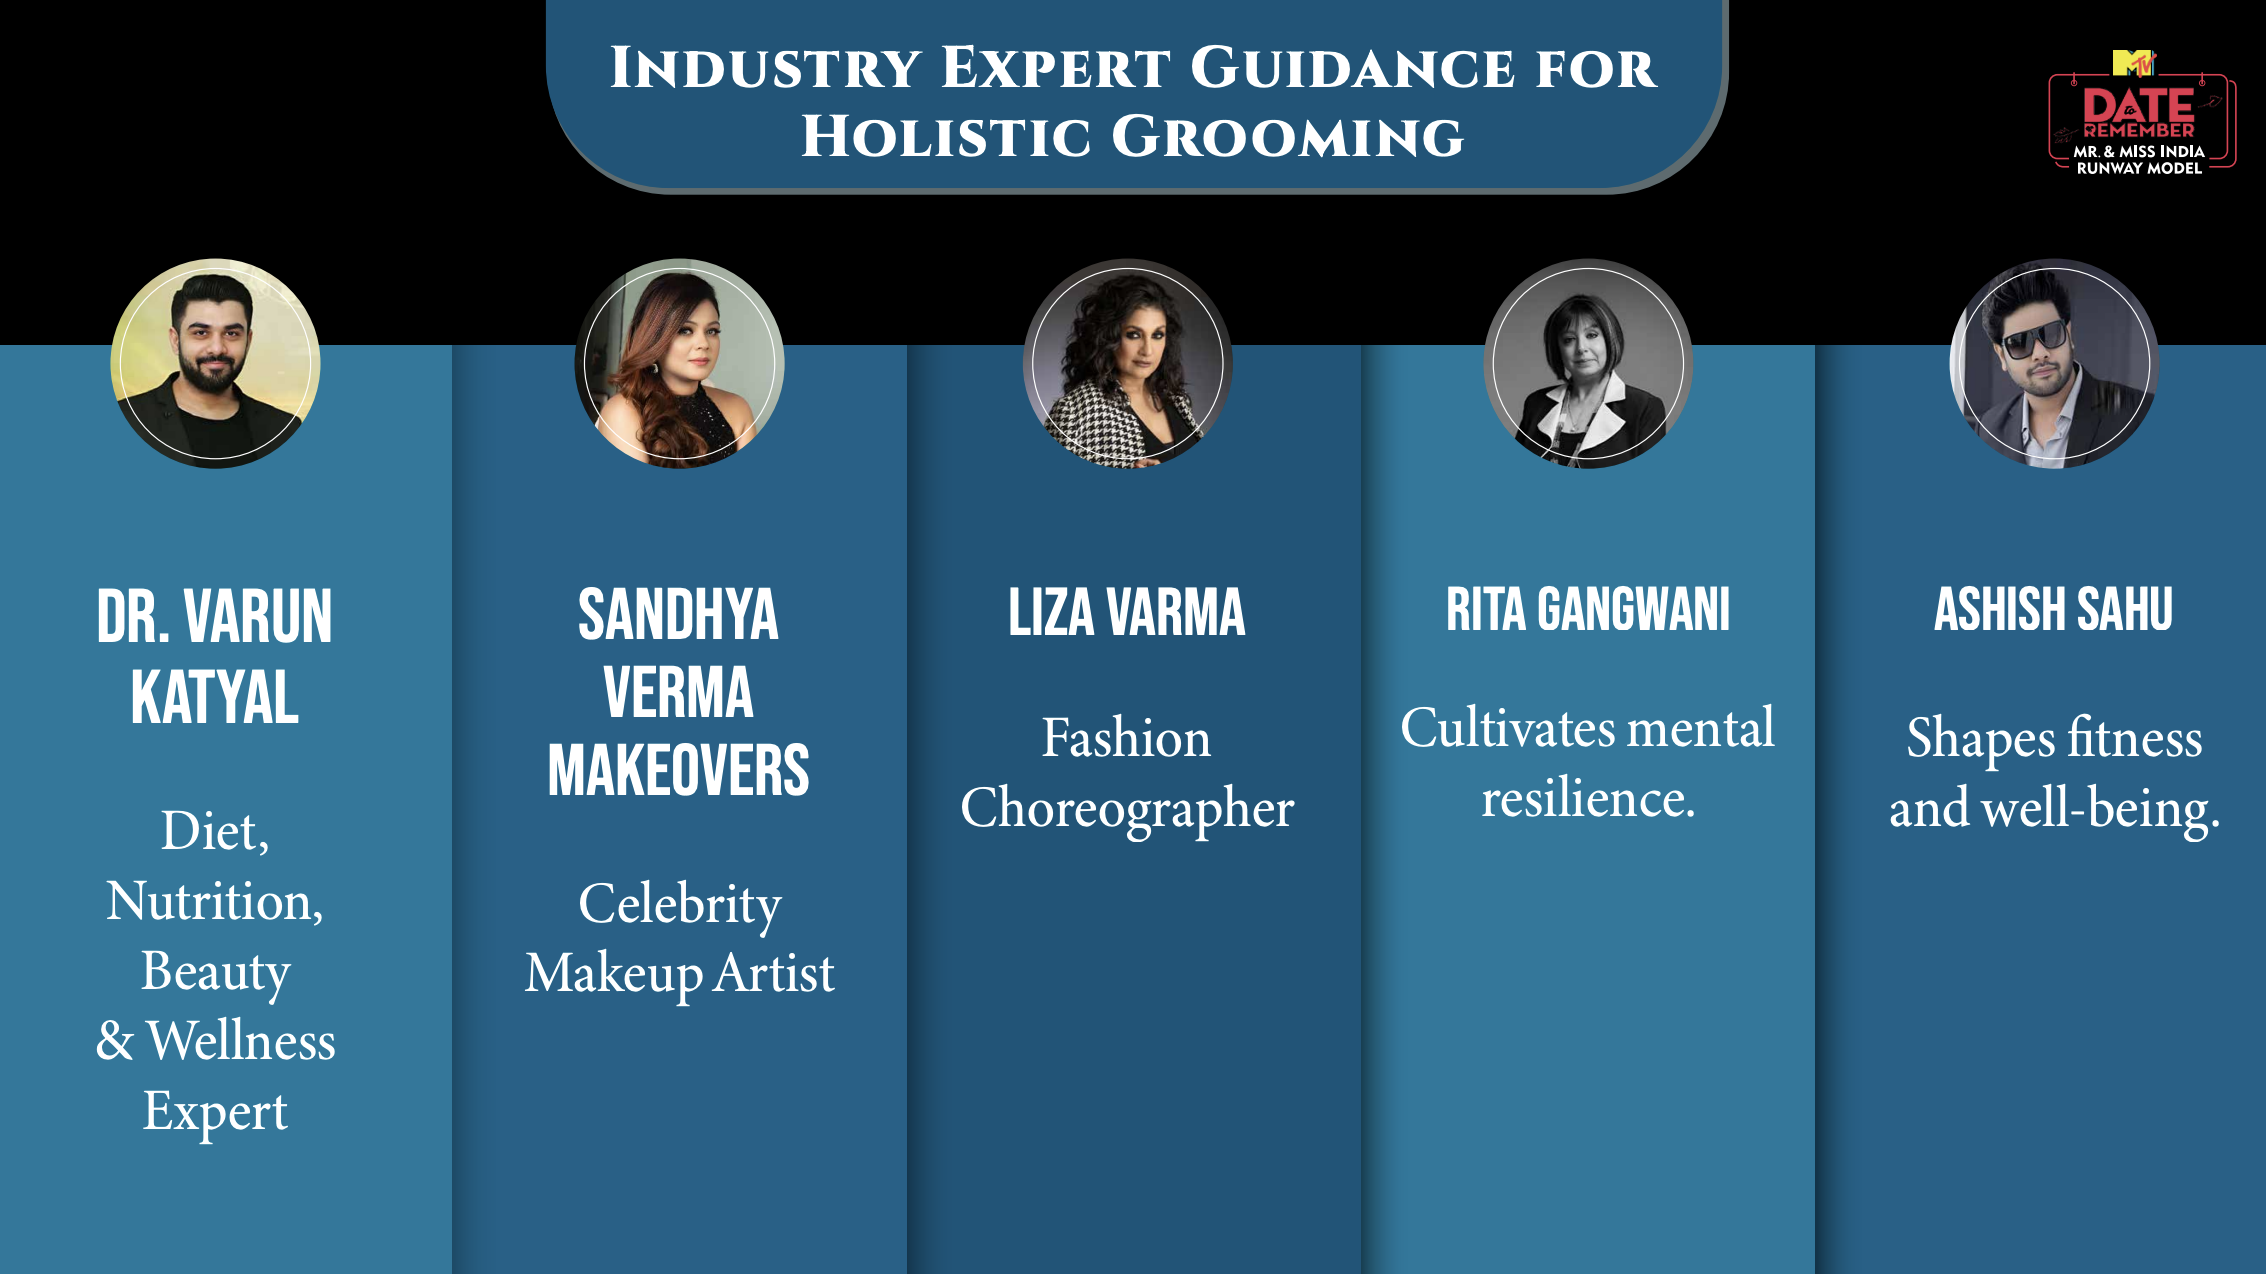 Industry Expert Guidance for
Holistic Grooming
MTV
DATE
to
REMEMBER
MR. & MISS INDIA
RUNWAY MODEL
DR. VARUN
KATYAL
Diet,
Nutrition,
Beauty
& Wellness
Expert
SANDHYA
VERMA
MAKEOVERS
Celebrity
Makeup Artist
LIZA VARMA
Fashion
Choreographer
RITA GANGWANI
Cultivates mental
resilience.
ASHISH SAHU
Shapes fitness
and well-being.